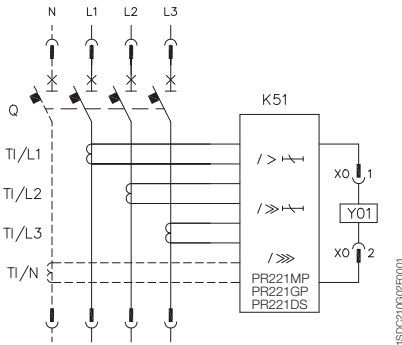 N L1 L2 L3
K51
Q
TI/L1
I >
X0 1
TI/L2
I >>
Y01
TI/L3
X0 2
I >>>
TI/N
PR221MP
PR221GP
PR221DS
1SDC210G02F0001